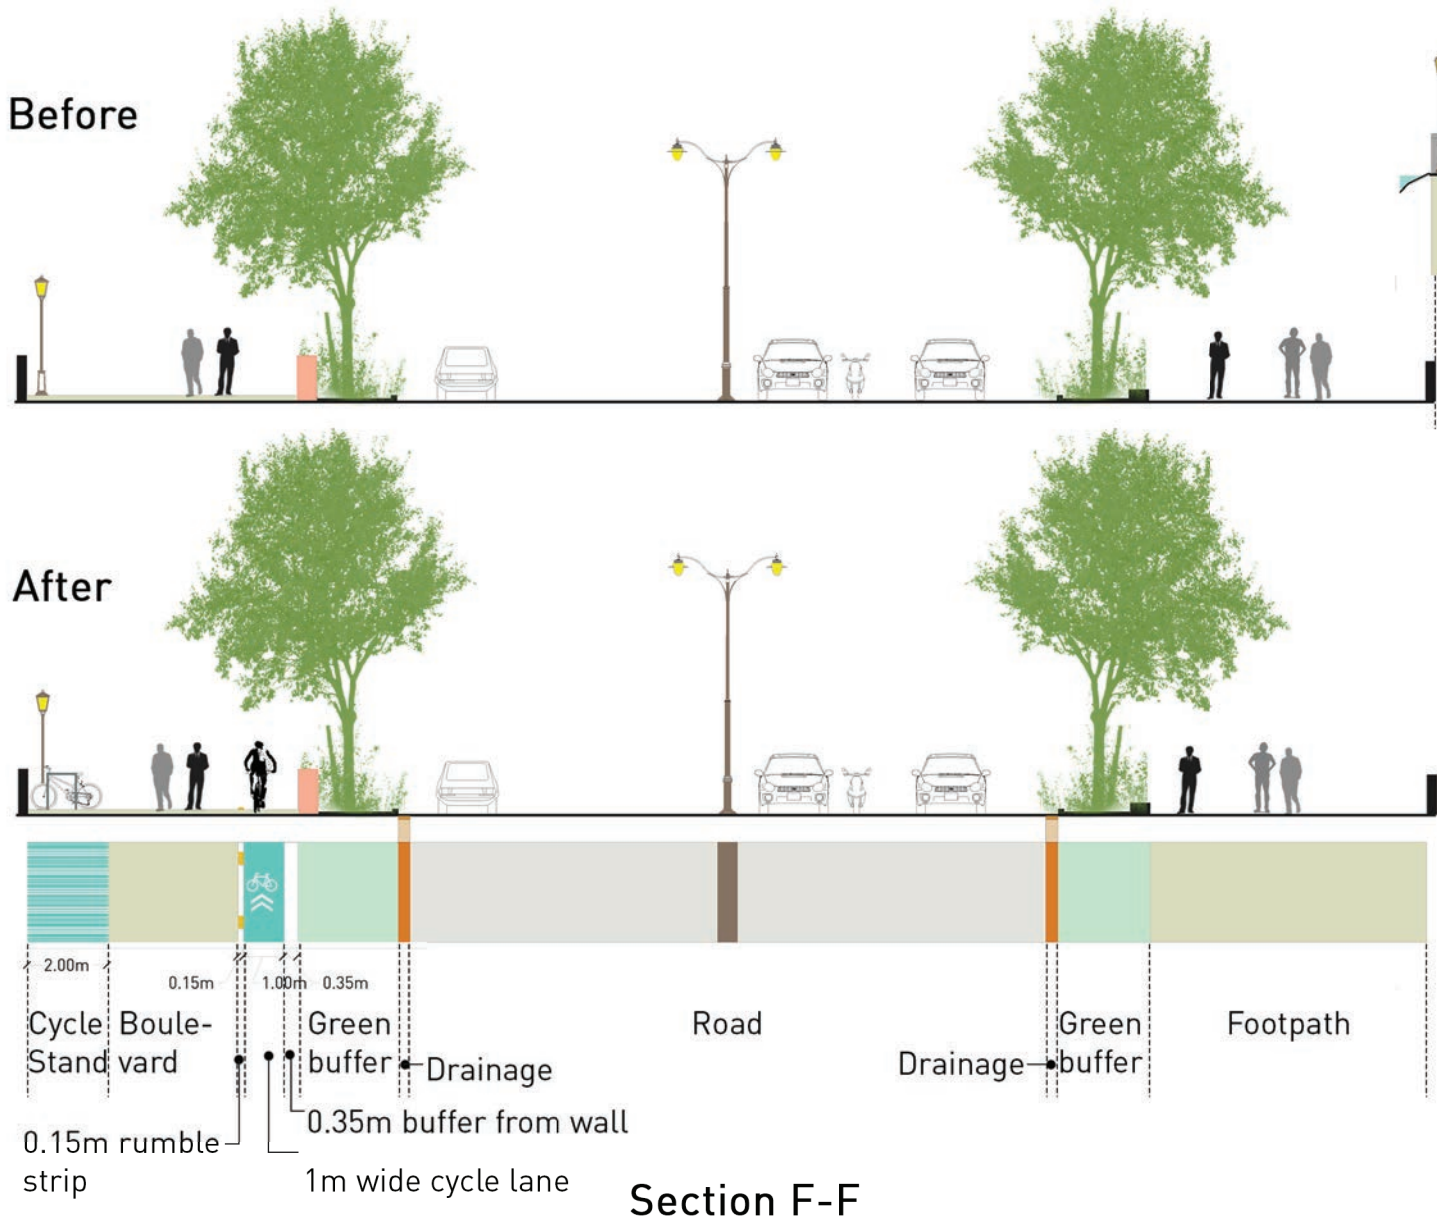 Before
After
2.00m
0.15m
1.00m
0.35m
Cycle
Stand
Boule-
vard
Green
buffer
Drainage
Road
Drainage
Green
buffer
Footpath
0.35m buffer from wall
0.15m rumble
strip
1m wide cycle lane
Section F-F